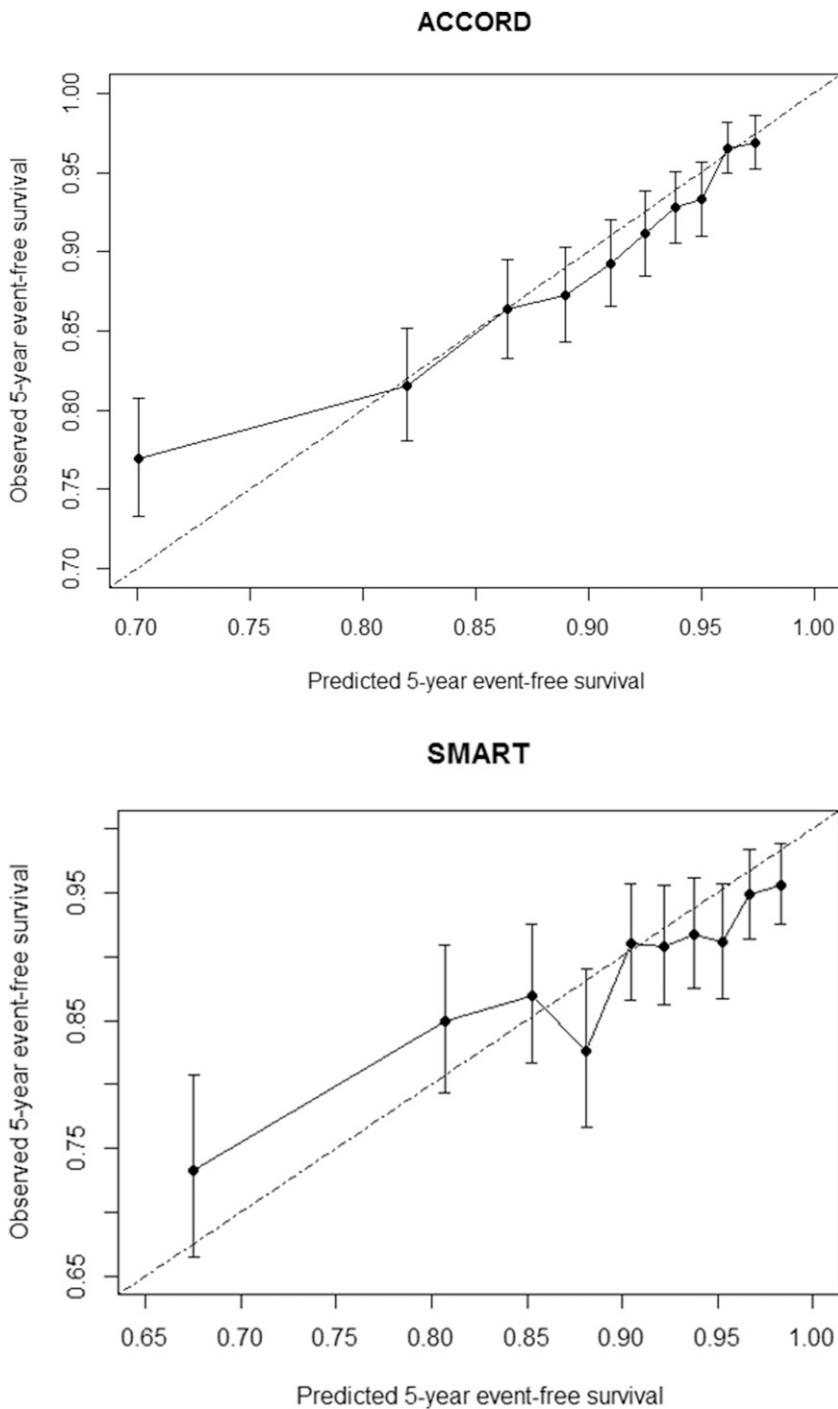 ACCORD
Observed 5-year event-free survival
1.00
0.95
0.90
0.85
0.80
0.75
0.70
0.70 0.75 0.80 0.85 0.90 0.95 1.00
Predicted 5-year event-free survival
SMART
Observed 5-year event-free survival
0.95
0.85
0.75
0.65
0.65 0.70 0.75 0.80 0.85 0.90 0.95 1.00
Predicted 5-year event-free survival